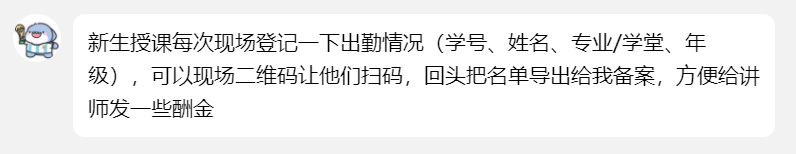 新生授课每次现场登记一下出勤情况（学号、姓名、专业/学堂、年
级），可以现场二维码让他们扫码，回头把名单导出给我备案，方便给讲
师发一些酬金